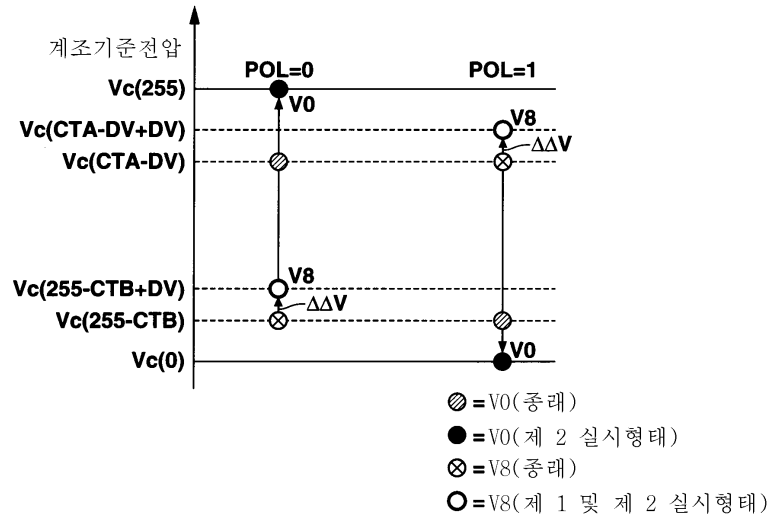 계조기준전압
POL=0
POL=1
Vc(255)
V0
Vc(CTA-DV+DV)
V8
ΔΔV
Vc(CTA-DV)
Vc(255-CTB+DV)
V8
ΔΔV
Vc(255-CTB)
Vc(0)
V0
=V0(종래)
=V0(제 2 실시형태)
=V8(종래)
=V8(제 1 및 제 2 실시형태)